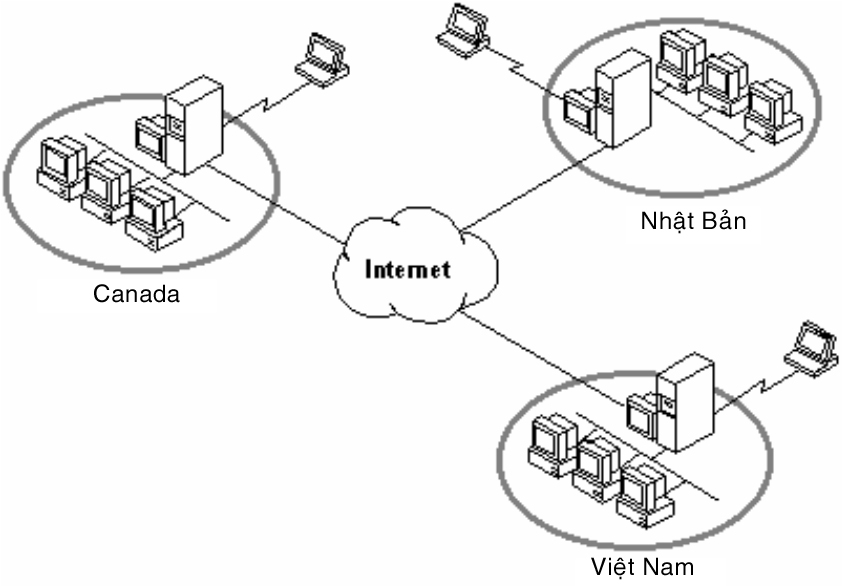 Nhật Bản
Internet
Canada
Việt Nam